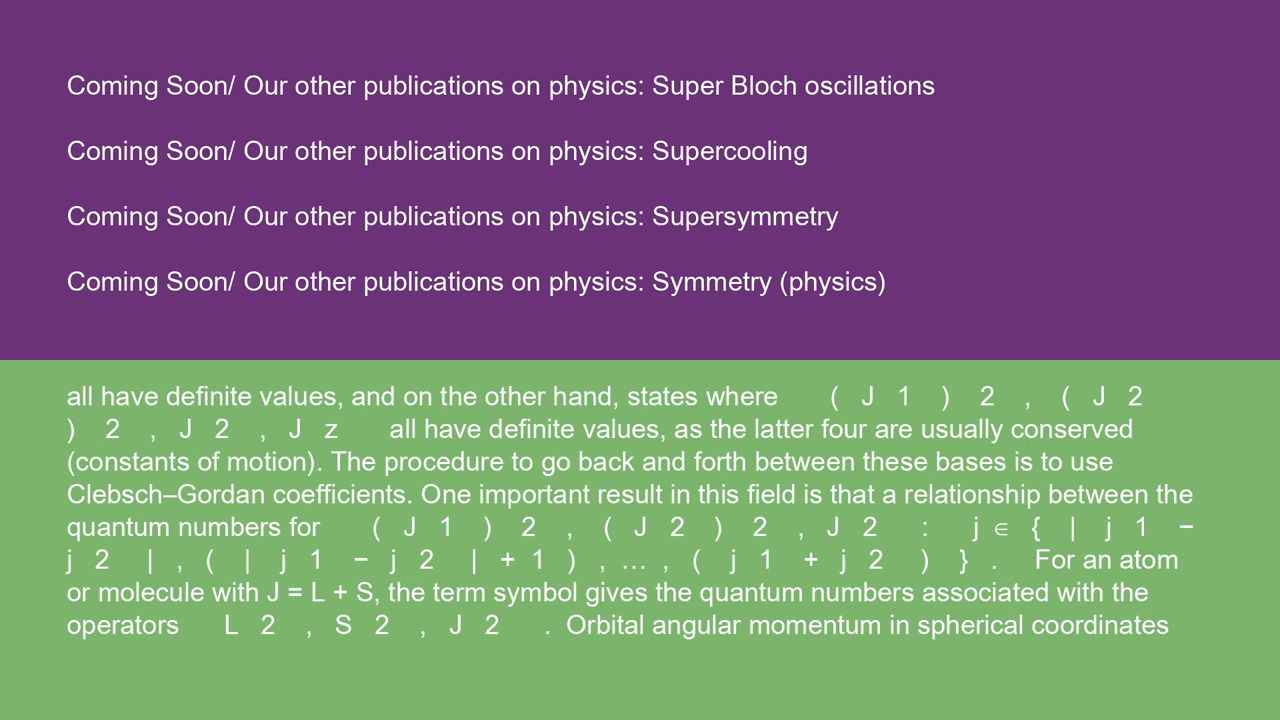 Coming Soon/ Our other publications on physics: Super Bloch oscillations
Coming Soon/ Our other publications on physics: Supercooling
Coming Soon/ Our other publications on physics: Supersymmetry
Coming Soon/ Our other publications on physics: Symmetry (physics)
all have definite values, and on the other hand, states where ( J 1 ) 2 , ( J 2
) 2 , J 2 , J z all have definite values, as the latter four are usually conserved
(constants of motion). The procedure to go back and forth between these bases is to use
Clebsch–Gordan coefficients. One important result in this field is that a relationship between the
quantum numbers for ( J 1 ) 2 , ( J 2 ) 2 , J 2 : j ∈ { | j 1 −
j 2 | , ( | j 1 − j 2 | + 1 ) , … , ( j 1 + j 2 ) } . For an atom
or molecule with J = L + S, the term symbol gives the quantum numbers associated with the
operators L 2 , S 2 , J 2 . Orbital angular momentum in spherical coordinates